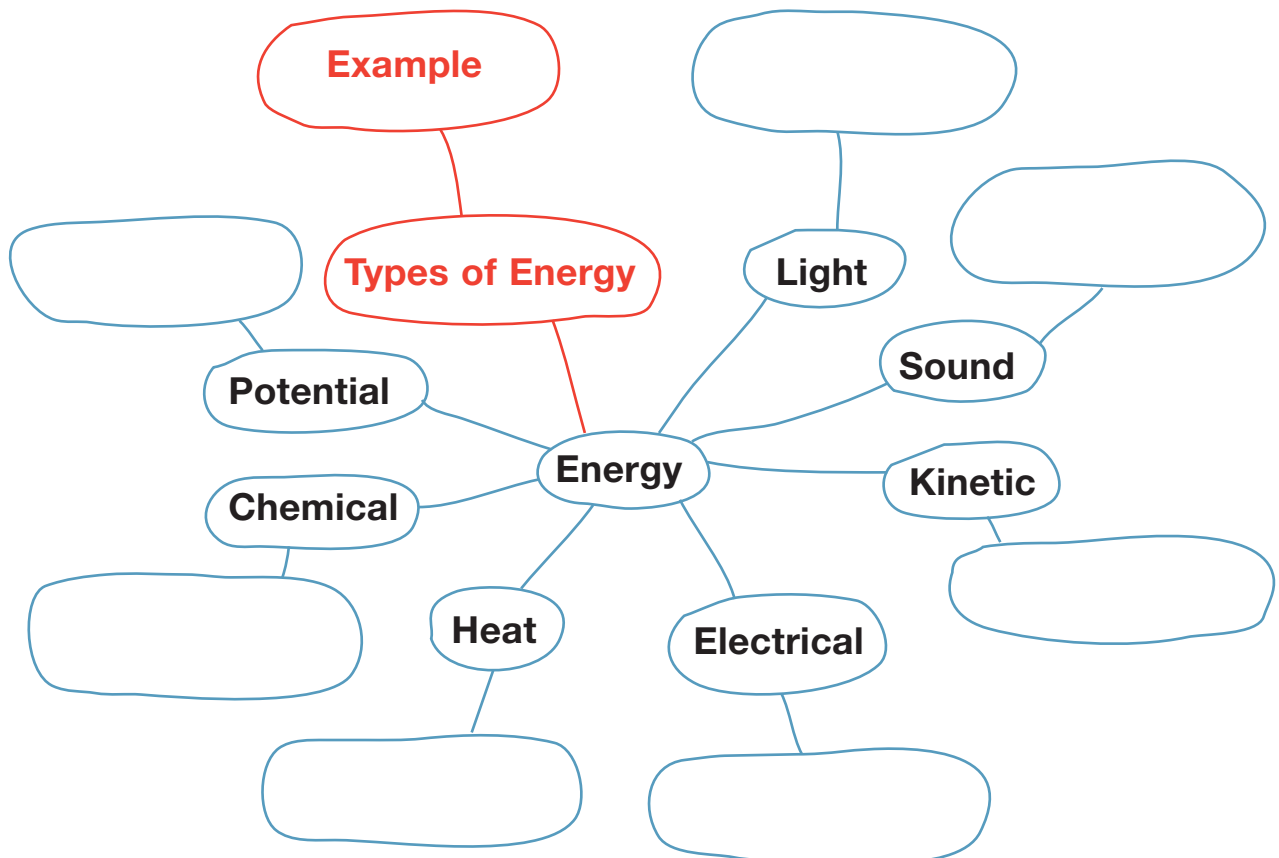 Example
Types of Energy
Light
Sound
Potential
Energy
Kinetic
Chemical
Heat
Electrical